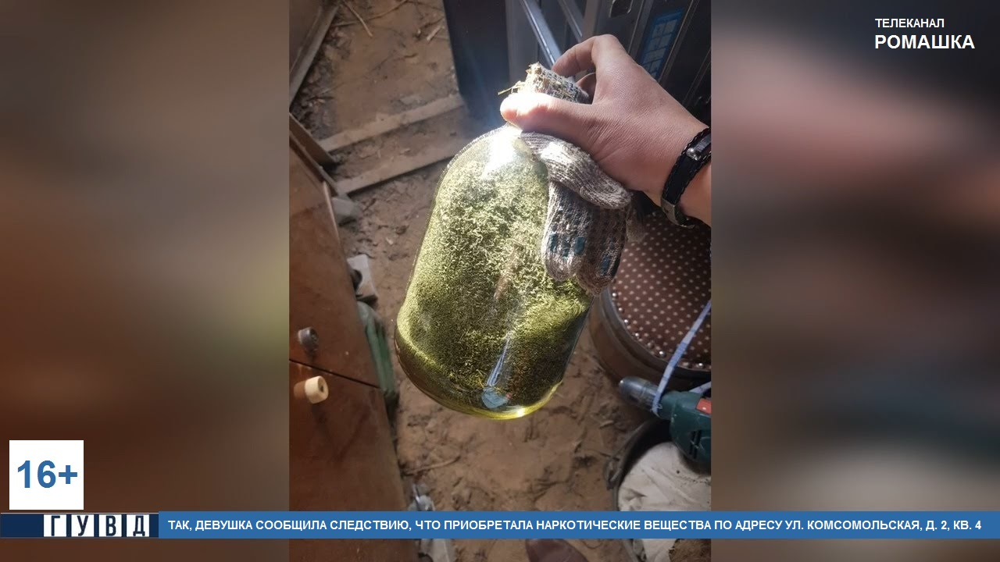 ТЕЛЕКАНАЛ
РОМАШКА
16+
ГУВД
ТАК, ДЕВУШКА СООБЩИЛА СЛЕДСТВИЮ, ЧТО ПРИОБРЕТАЛА НАРКОТИЧЕСКИЕ ВЕЩЕСТВА ПО АДРЕСУ УЛ. КОМСОМОЛЬСКАЯ, Д. 2, КВ. 4